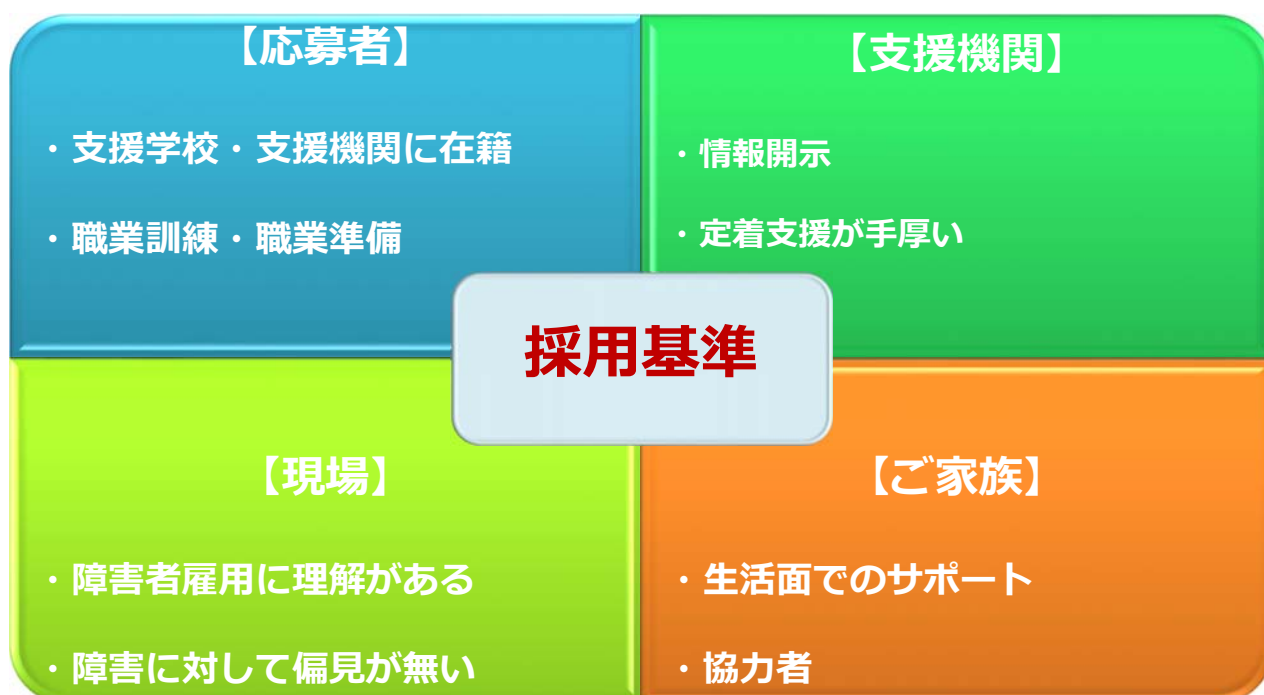 【応募者】
・支援学校・支援機関に在籍
・職業訓練・職業準備
【支援機関】
・情報開示
・定着支援が手厚い
採用基準
【現場】
・障害者雇用に理解がある
・障害に対して偏見が無い
【ご家族】
・生活面でのサポート
・協力者